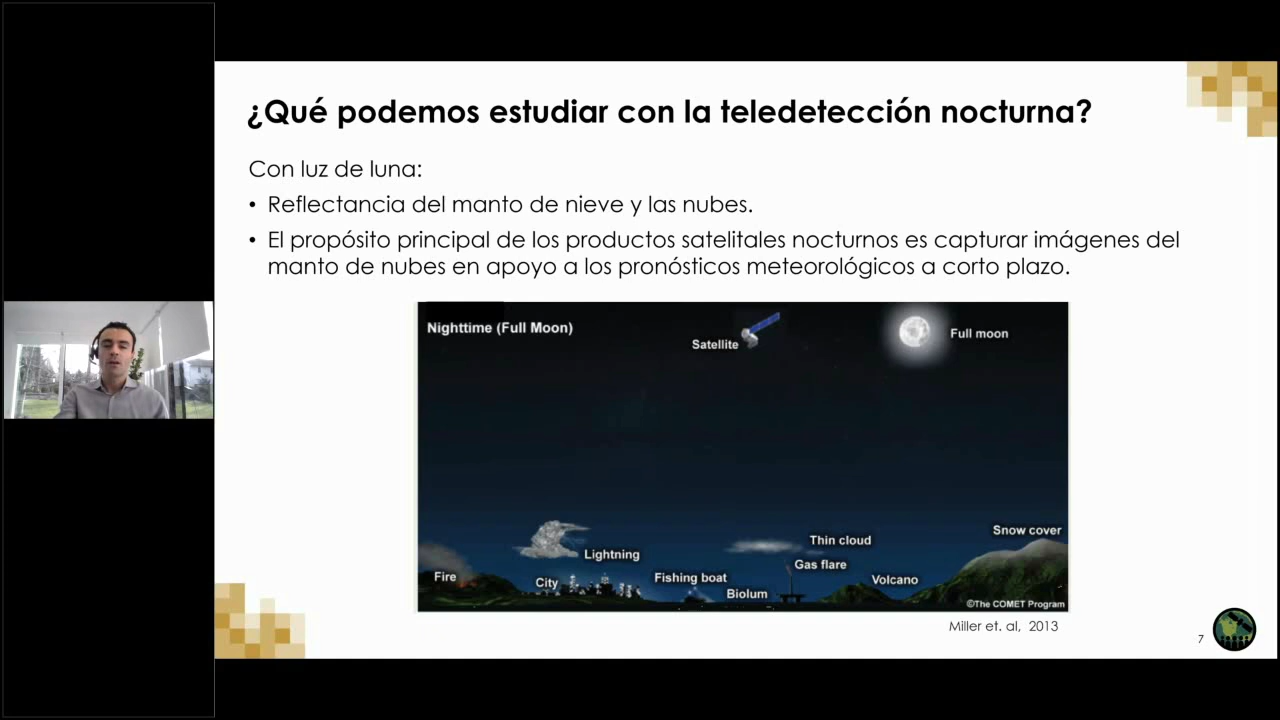 ¿Qué podemos estudiar con la teledetección nocturna?
Con luz de luna:
• Reflectancia del manto de nieve y las nubes.
• El propósito principal de los productos satelitales nocturnos es capturar imágenes del
manto de nubes en apoyo a los pronósticos meteorológicos a corto plazo.
Nighttime (Full Moon)
Satellite
Full moon
Snow cover
Thin cloud
Lightning
Gas flare
Fire
City
Fishing boat
Volcano
Biolum
©The COMET Program
Miller et. al, 2013
7